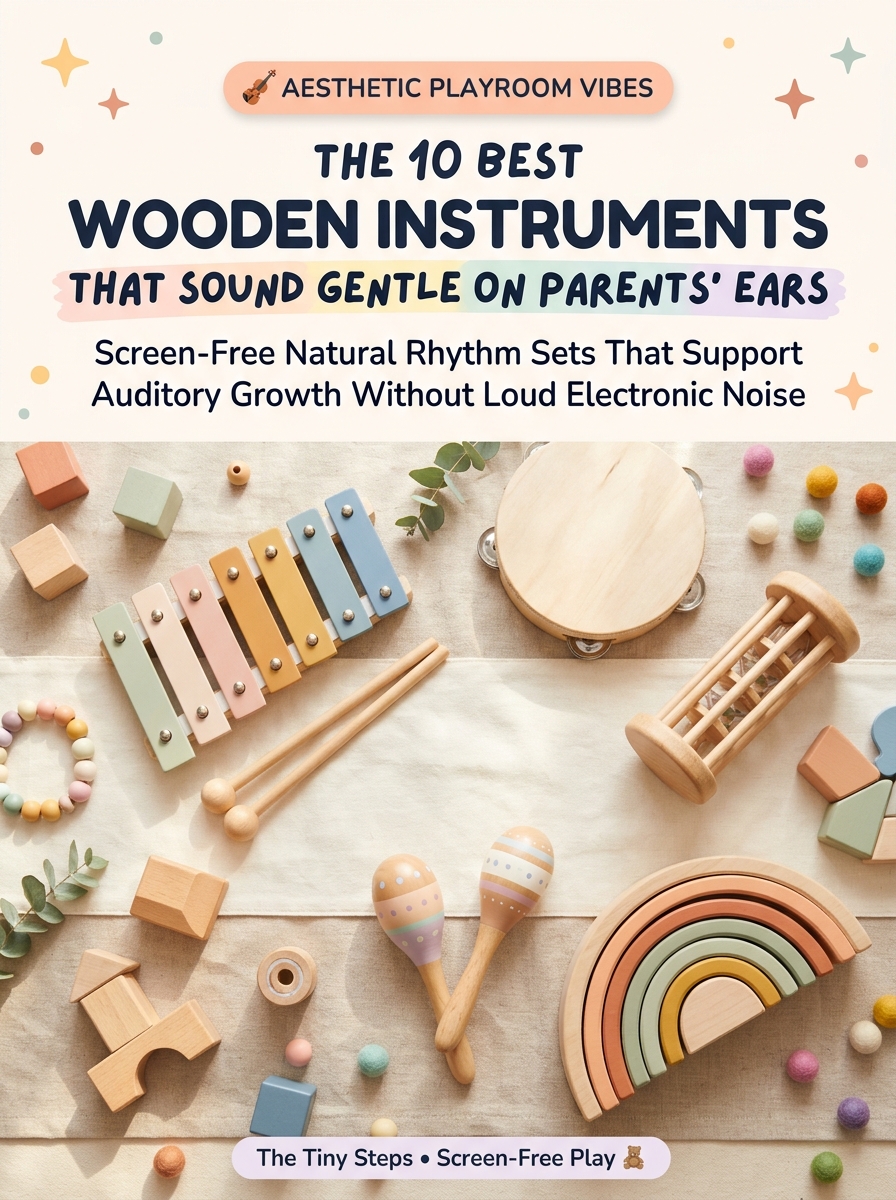 🎻 AESTHETIC PLAYROOM VIBES
THE 10 BEST
WOODEN INSTRUMENTS
THAT SOUND GENTLE ON PARENTS' EARS
Screen-Free Natural Rhythm Sets That Support
Auditory Growth Without Loud Electronic Noise
The Tiny Steps • Screen-Free Play 🧸